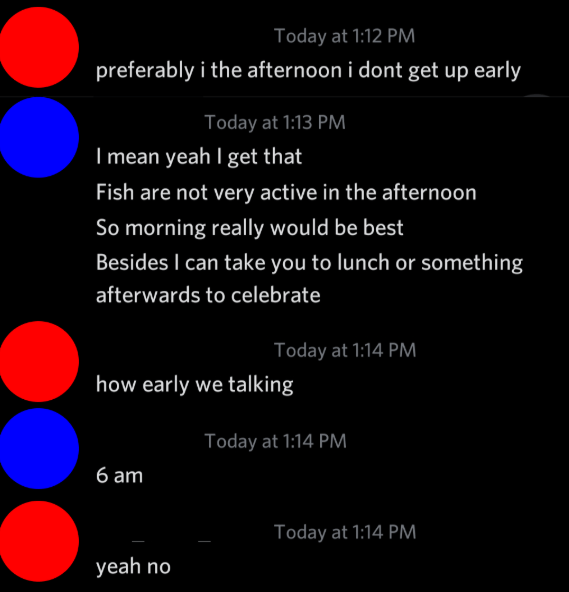 Today at 1:12 PM
preferably i the afternoon i dont get up early
Today at 1:13 PM
I mean yeah I get that
Fish are not very active in the afternoon
So morning really would be best
Besides I can take you to lunch or something
afterwards to celebrate
Today at 1:14 PM
how early we talking
Today at 1:14 PM
6 am
Today at 1:14 PM
yeah no